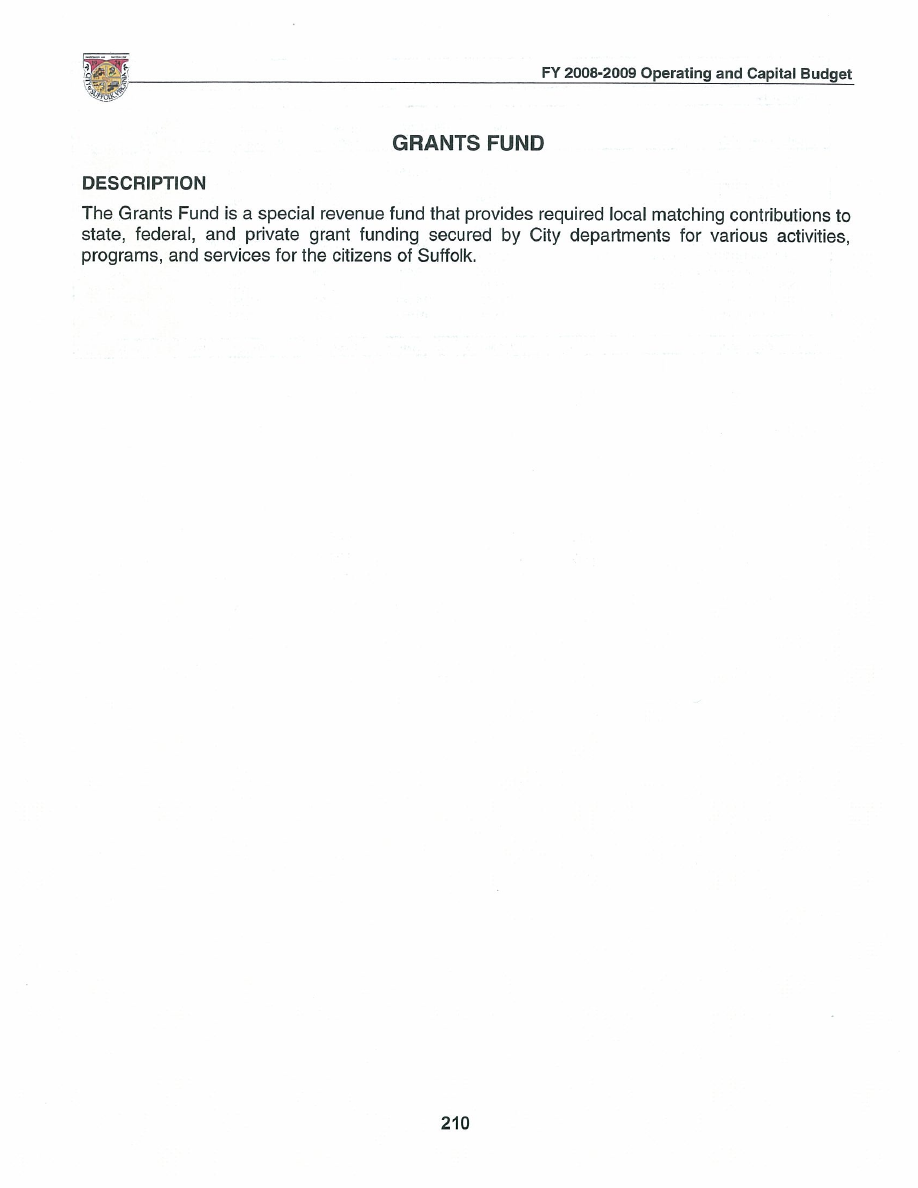 FY 2008-2009 Operating and Capital Budget
GRANTS FUND
DESCRIPTION
The Grants Fund is a special revenue fund that provides required local matching contributions to
state, federal, and private grant funding secured by City departments for various activities,
programs, and services for the citizens of Suffolk.
210